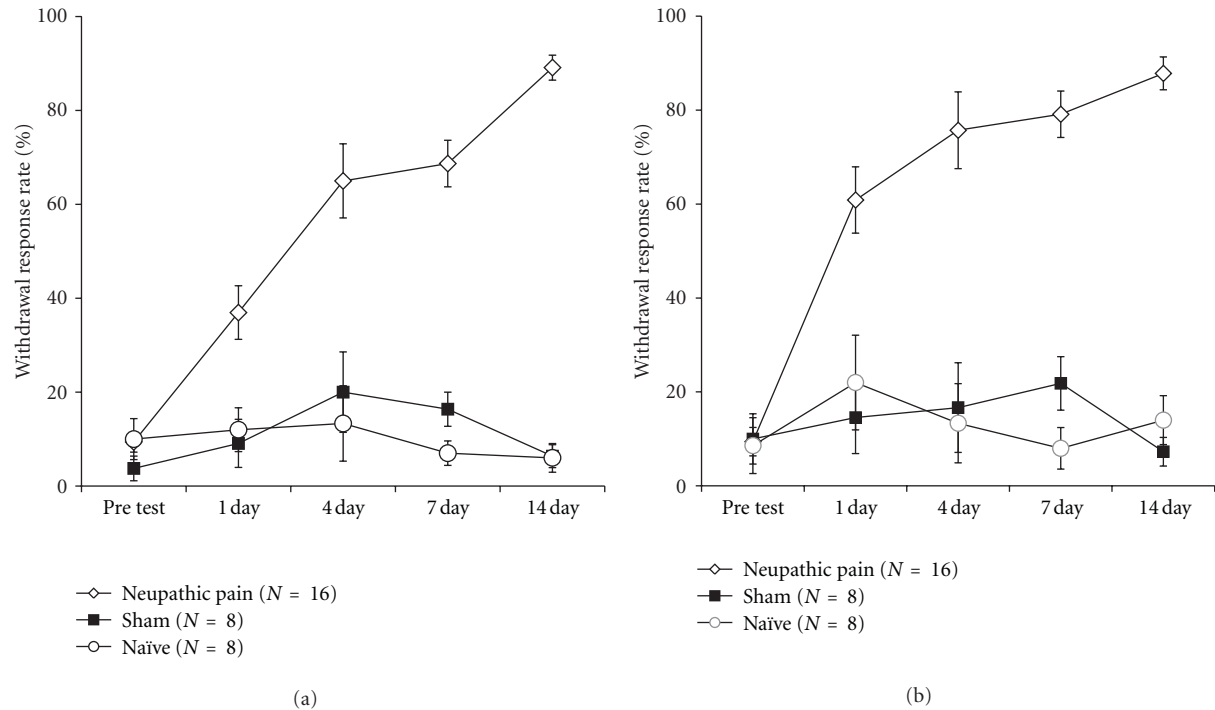 100
80
60
40
20
0
Withdrawal response rate (%)
Pre test 1 day 4 day 7 day 14 day
Neupathic pain (N = 16)
Sham (N = 8)
Naïve (N = 8)
(a)
100
80
60
40
20
0
Withdrawal response rate (%)
Pre test 1 day 4 day 7 day 14 day
Neupathic pain (N = 16)
Sham (N = 8)
Naïve (N = 8)
(b)